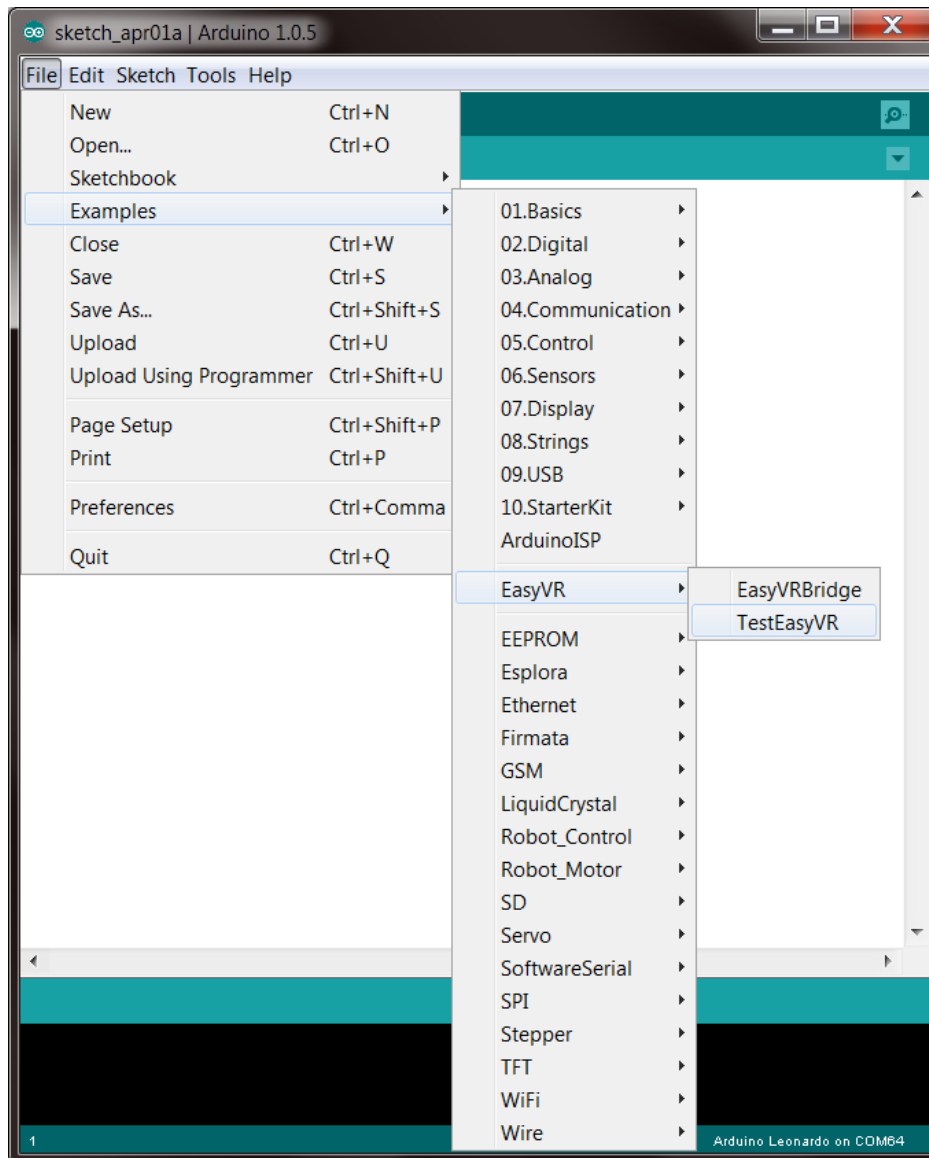 sketch_apr01a | Arduino 1.0.5
File Edit Sketch Tools Help
New Ctrl+N
Open... Ctrl+O
Sketchbook
Examples
Close Ctrl+W
Save Ctrl+S
Save As... Ctrl+Shift+S
Upload Ctrl+U
Upload Using Programmer Ctrl+Shift+U
Page Setup Ctrl+Shift+P
Print Ctrl+P
Preferences Ctrl+Comma
Quit Ctrl+Q
01.Basics
02.Digital
03.Analog
04.Communication
05.Control
06.Sensors
07.Display
08.Strings
09.USB
10.StarterKit
ArduinoISP
EasyVR
EEPROM
Esplora
Ethernet
Firmata
GSM
LiquidCrystal
Robot_Control
Robot_Motor
SD
Servo
SoftwareSerial
SPI
Stepper
TFT
WiFi
Wire
EasyVRBridge
TestEasyVR
1 Arduino Leonardo on COM64